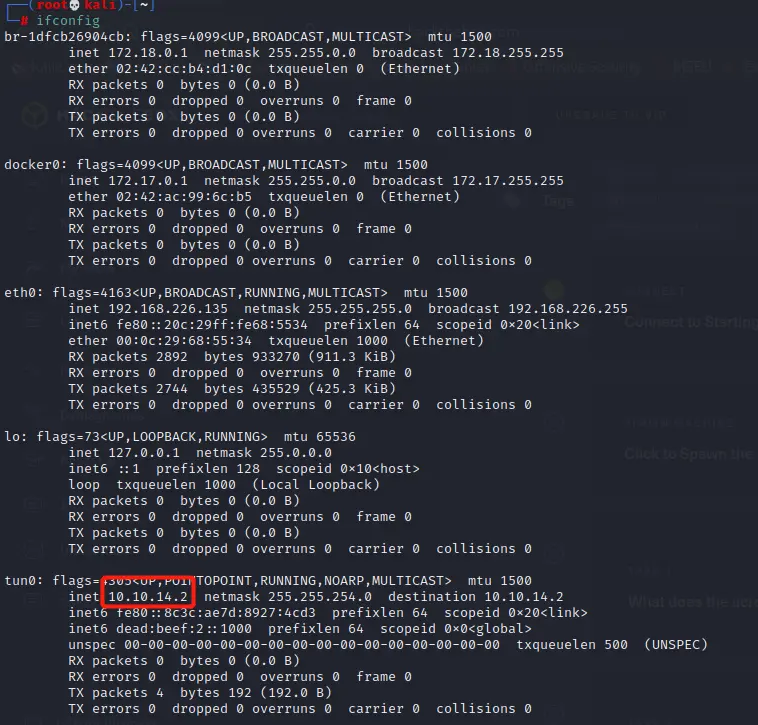 (root💀kali)-[~]
# ifconfig
br-1dfcb26904cb: flags=4099<UP,BROADCAST,MULTICAST>  mtu 1500
inet 172.18.0.1  netmask 255.255.0.0  broadcast 172.18.255.255
ether 02:42:cc:b4:d1:0c  txqueuelen 0  (Ethernet)
RX packets 0  bytes 0 (0.0 B)
RX errors 0  dropped 0  overruns 0  frame 0
TX packets 0  bytes 0 (0.0 B)
TX errors 0  dropped 0 overruns 0  carrier 0  collisions 0
docker0: flags=4099<UP,BROADCAST,MULTICAST>  mtu 1500
inet 172.17.0.1  netmask 255.255.0.0  broadcast 172.17.255.255
ether 02:42:ac:99:6c:b5  txqueuelen 0  (Ethernet)
RX packets 0  bytes 0 (0.0 B)
RX errors 0  dropped 0  overruns 0  frame 0
TX packets 0  bytes 0 (0.0 B)
TX errors 0  dropped 0 overruns 0  carrier 0  collisions 0
eth0: flags=4163<UP,BROADCAST,RUNNING,MULTICAST>  mtu 1500
inet 192.168.226.135  netmask 255.255.255.0  broadcast 192.168.226.255
inet6 fe80::20c:29ff:fe68:5534  prefixlen 64  scopeid 0×20<link>
ether 00:0c:29:68:55:34  txqueuelen 1000  (Ethernet)
RX packets 2892  bytes 933270 (911.3 KiB)
RX errors 0  dropped 0  overruns 0  frame 0
TX packets 2744  bytes 435529 (425.3 KiB)
TX errors 0  dropped 0 overruns 0  carrier 0  collisions 0
lo: flags=73<UP,LOOPBACK,RUNNING>  mtu 65536
inet 127.0.0.1  netmask 255.0.0.0
inet6 ::1  prefixlen 128  scopeid 0×10<host>
loop  txqueuelen 1000  (Local Loopback)
RX packets 0  bytes 0 (0.0 B)
RX errors 0  dropped 0  overruns 0  frame 0
TX packets 0  bytes 0 (0.0 B)
TX errors 0  dropped 0 overruns 0  carrier 0  collisions 0
tun0: flags=4305<UP,POINTOPOINT,RUNNING,NOARP,MULTICAST>  mtu 1500
inet 10.10.14.2  netmask 255.255.254.0  destination 10.10.14.2
inet6 fe80::8c3c:ae7d:8927:4cd3  prefixlen 64  scopeid 0×20<link>
inet6 dead:beef:2::1000  prefixlen 64  scopeid 0×0<global>
unspec 00-00-00-00-00-00-00-00-00-00-00-00-00-00-00-00  txqueuelen 500  (UNSPEC)
RX packets 0  bytes 0 (0.0 B)
RX errors 0  dropped 0  overruns 0  frame 0
TX packets 4  bytes 192 (192.0 B)
TX errors 0  dropped 0 overruns 0  carrier 0  collisions 0
Tags
Connect to Starting
Click to Spawn the
What does the acr